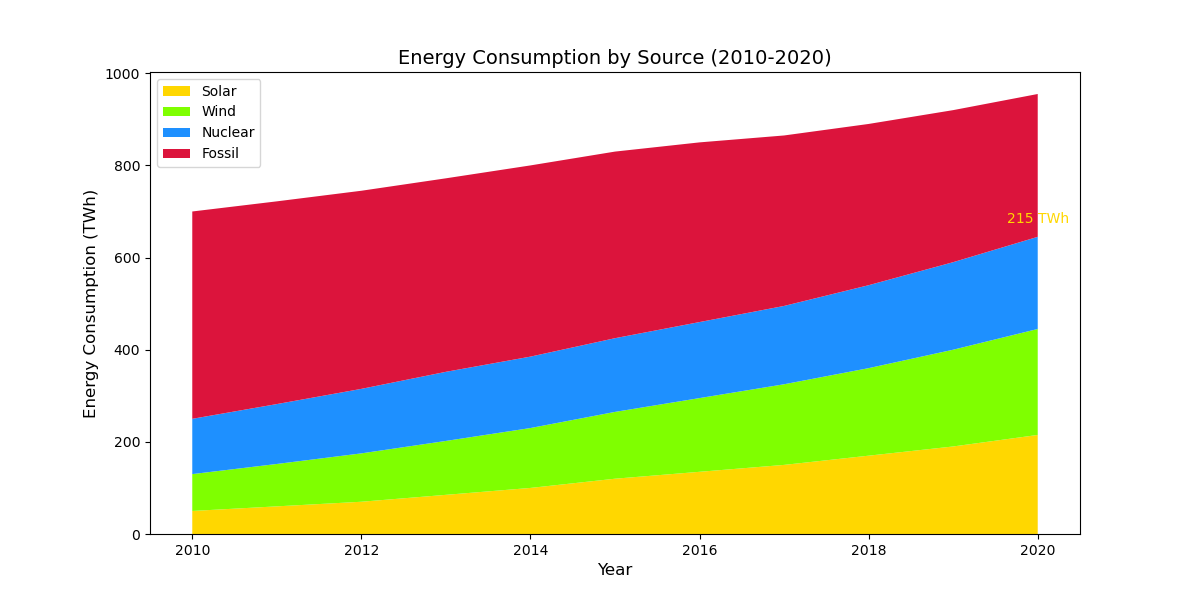 Energy Consumption by Source (2010-2020)
Solar
Wind
Nuclear
Fossil
1000
800
600
400
200
0
Energy Consumption (TWh)
215 TWh
2010 2012 2014 2016 2018 2020
Year